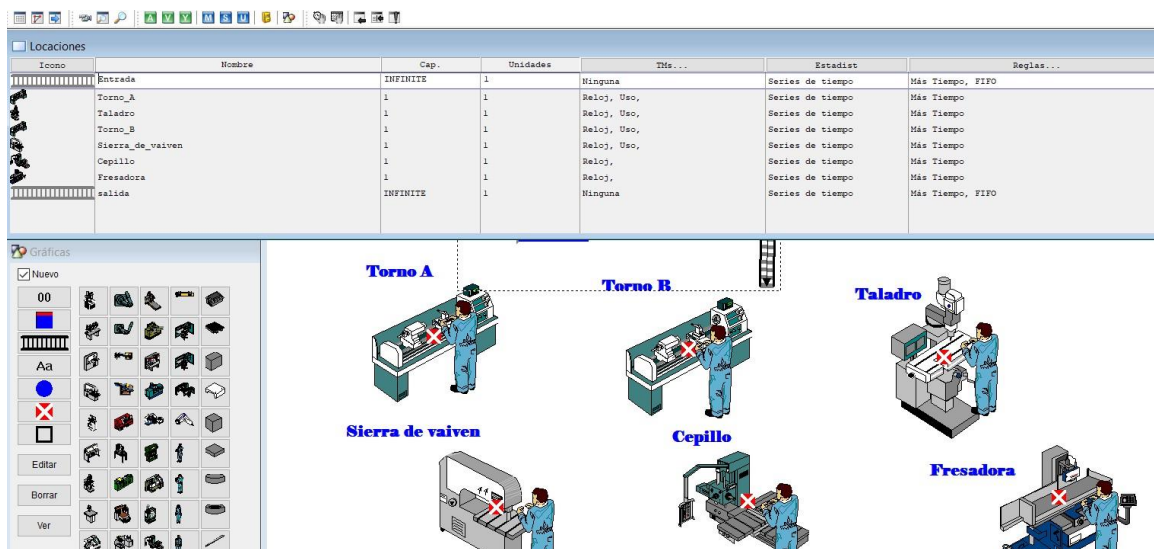 A V Y M S U
Locaciones
Icono Nombre Cap. Unidades TMs... Estadist Reglas...
Entrada INFINITE 1 Ninguna Series de tiempo Más Tiempo, FIFO
Torno_A 1 1 Reloj, Uso, Series de tiempo Más Tiempo
Taladro 1 1 Reloj, Uso, Series de tiempo Más Tiempo
Torno_B 1 1 Reloj, Uso, Series de tiempo Más Tiempo
Sierra_de_vaiven 1 1 Reloj, Uso, Series de tiempo Más Tiempo
Cepillo 1 1 Reloj, Series de tiempo Más Tiempo
Fresadora 1 1 Reloj, Series de tiempo Más Tiempo
salida INFINITE 1 Ninguna Series de tiempo Más Tiempo, FIFO
Gráficas
Nuevo
00
Aa
Editar
Borrar
Ver
Torno A
Torno B
Taladro
Sierra de vaiven
Cepillo
Fresadora